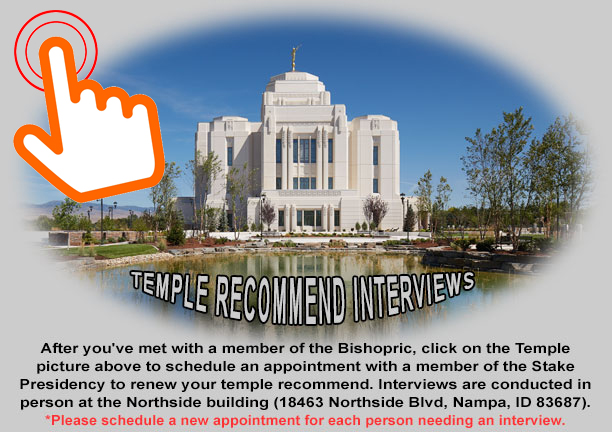 TEMPLE RECOMMEND INTERVIEWS
After you've met with a member of the Bishopric, click on the Temple
picture above to schedule an appointment with a member of the Stake
Presidency to renew your temple recommend. Interviews are conducted in
person at the Northside building (18463 Northside Blvd, Nampa, ID 83687).
*Please schedule a new appointment for each person needing an interview.